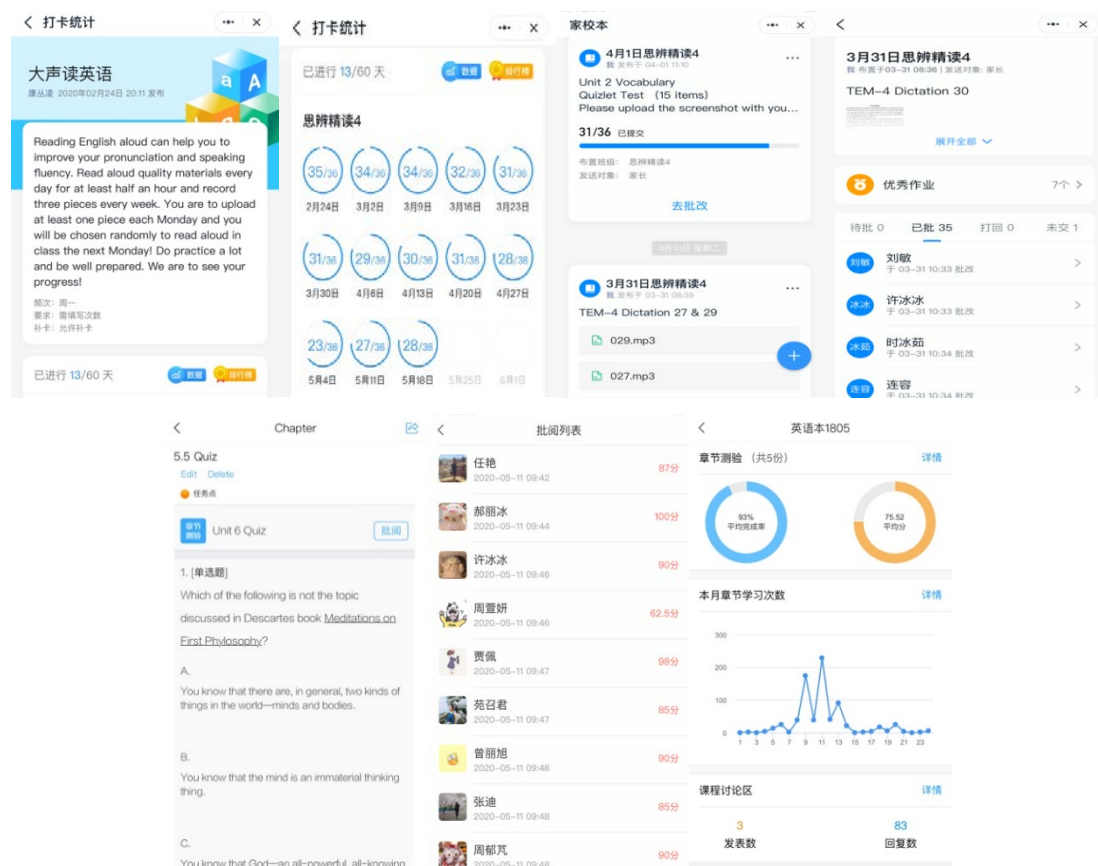 打卡统计
大声读英语
康丛凌 2020年02月24日 20:11 发布
Reading English aloud can help you to
improve your pronunciation and speaking
fluency. Read aloud quality materials every
day for at least half an hour and record
three pieces every week. You are to upload
at least one piece each Monday and you
will be chosen randomly to read aloud in
class the next Monday! Do practice a lot
and be well prepared. We are to see your
progress!
频次：周一
要求：需填写次数
补卡：允许补卡
已进行 13/60 天
数据
排行榜
打卡统计
已进行 13/60 天
数据
排行榜
思辨精读4
35/36 34/36 34/36 32/36 31/36
2月24日 3月2日 3月9日 3月16日 3月23日
31/36 29/36 30/36 31/36 28/36
3月30日 4月6日 4月13日 4月20日 4月27日
23/36 27/36 28/36
5月4日 5月11日 5月18日 5月25日 6月1日
家校本
4月1日思辨精读4
我 发布于 04-01 11:10
Unit 2 Vocabulary
Quizlet Test （15 items)
Please upload the screenshot with you...
31/36 已提交
布置班级： 思辨精读4
发送对象： 家长
去批改
3月31日 星期二
3月31日思辨精读4
我 发布于 03-31 08:39
TEM-4 Dictation 27 & 29
029.mp3
027.mp3
3月31日思辨精读4
我 布置于03-31 08:36 | 发送对象: 家长
TEM-4 Dictation 30
展开全部
优秀作业 7个
待批 0 已批 35 打回 0 未交 1
刘敏 刘敏
于 03-31 10:33 批改
冰冰 许冰冰
于 03-31 10:33 批改
冰茹 时冰茹
于 03-31 10:34 批改
连容 连容
于 03-31 10:34 批改
Chapter
5.5 Quiz
Edit Delete
任务点
章节测验 Unit 6 Quiz 批阅
1. [单选题]
Which of the following is not the topic
discussed in Descartes book Meditations on
First Phylosophy?
A.
You know that there are, in general, two kinds of
things in the world—minds and bodies.
B.
You know that the mind is an immaterial thinking
thing.
C.
You know that God—an all-powerful, all-knowing
批阅列表
任艳 87分
2020-05-11 09:42
郝丽冰 100分
2020-05-11 09:44
许冰冰 90分
2020-05-11 09:46
周萱妍 62.5分
2020-05-11 09:46
贾佩 98分
2020-05-11 09:47
苑召君 85分
2020-05-11 09:47
曾丽旭 90分
2020-05-11 09:48
张迪 85分
2020-05-11 09:48
周郁芃 90分
2020-05-11 09:48
英语本1805
章节测验 （共5份） 详情
93% 75.52
平均完成率 平均分
本月章节学习次数 详情
300
200
100
0
1 3 5 7 9 11 13 15 17 19 21 23
课程讨论区 详情
3 83
发表数 回复数